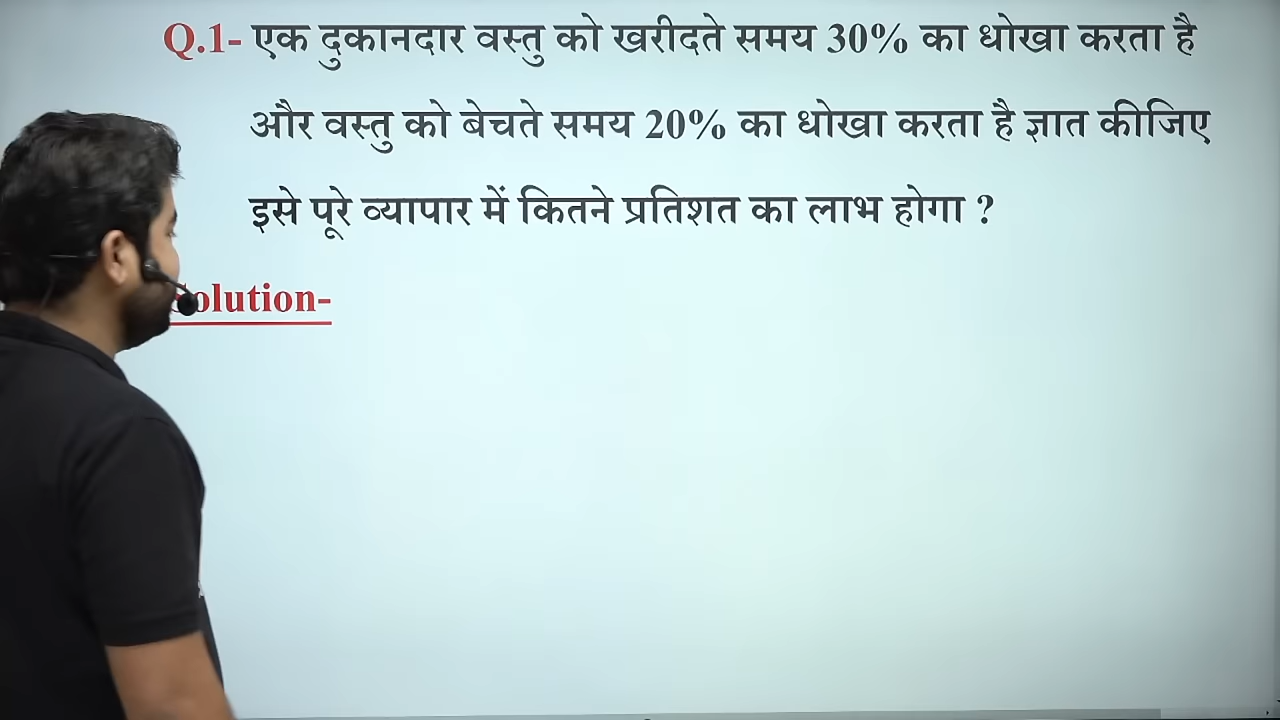 Q.1- एक दुकानदार वस्तु को खरीदते समय 30% का धोखा करता है
और वस्तु को बेचते समय 20% का धोखा करता है ज्ञात कीजिए
इसे पूरे व्यापार में कितने प्रतिशत का लाभ होगा ?
Solution-